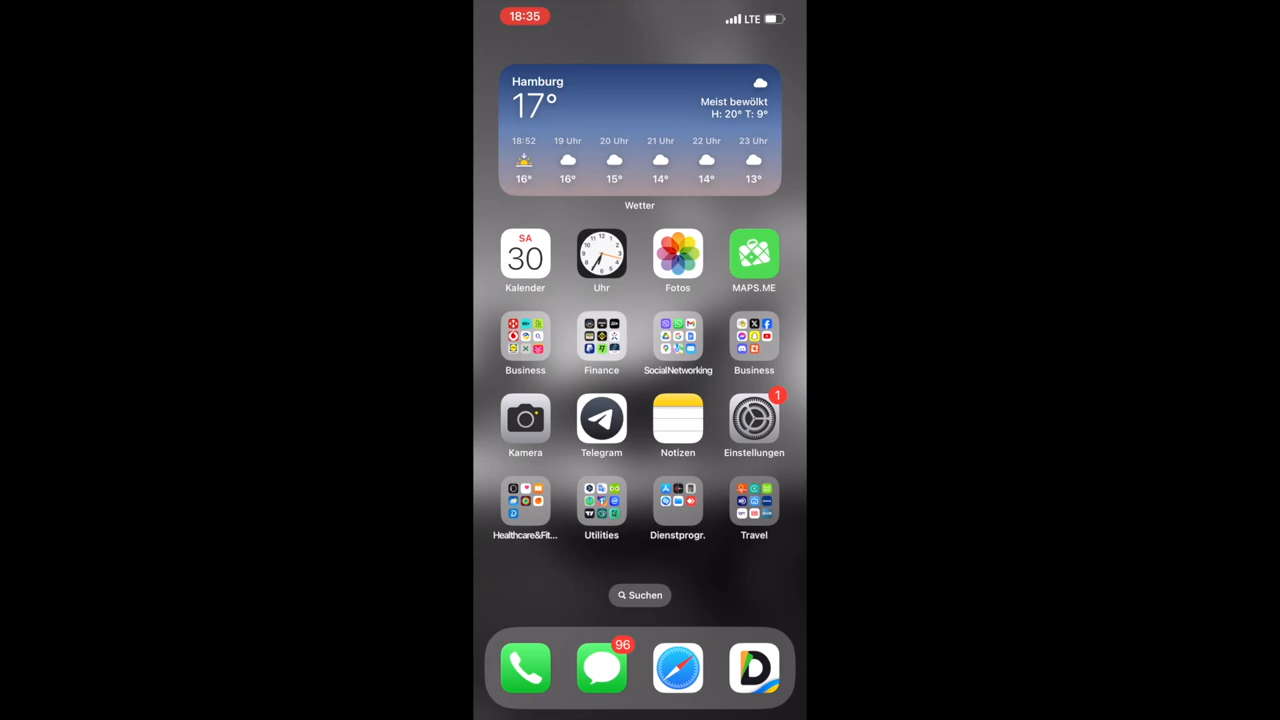 18:35
LTE
Hamburg
17°
Meist bewölkt
H: 20° T: 9°
18:52 19 Uhr 20 Uhr 21 Uhr 22 Uhr 23 Uhr
16° 16° 15° 14° 14° 13°
Wetter
SA
30
Kalender Uhr Fotos MAPS.ME
Business Finance SocialNetworking Business
1
Kamera Telegram Notizen Einstellungen
Healthcare&Fit... Utilities Dienstprogr. Travel
Suchen
96
D